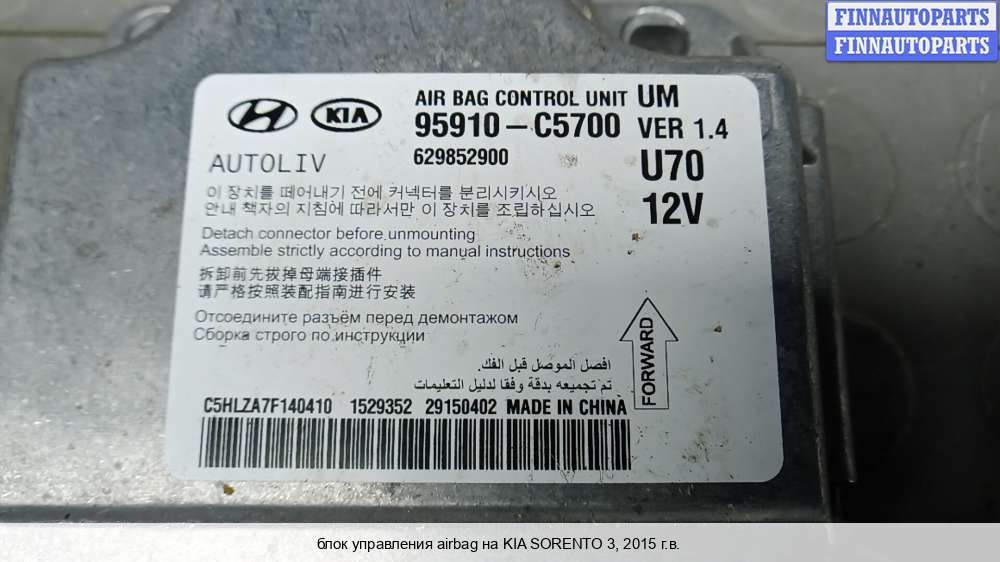 FINNAUTOPARTS
FINNAUTOPARTS
KIA
AIR BAG CONTROL UNIT UM
95910-C5700 VER 1.4
AUTOLIV 629852900 U70
12V
이 장치를 떼어내기 전에 커넥터를 분리시키시오
안내 책자의 지침에 따라서만 이 장치를 조립하십시오
Detach connector before unmounting
Assemble strictly according to manual instructions
拆卸前先拔掉母端接插件
请严格按照装配指南进行安装
Отсоедините разъём перед демонтажом
Сборка строго по инструкции
افصل الموصل قبل الفك.
تم تجميعه بدقة وفقا لدليل التعليمات
FORWARD
C5HLZA7F140410 1529352 29150402 MADE IN CHINA
блок управления airbag на KIA SORENTO 3, 2015 г.в.